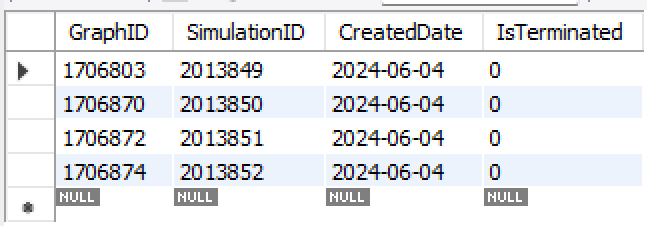 GraphID SimulationID CreatedDate IsTerminated
1706803 2013849 2024-06-04 0
1706870 2013850 2024-06-04 0
1706872 2013851 2024-06-04 0
1706874 2013852 2024-06-04 0
NULL NULL NULL NULL